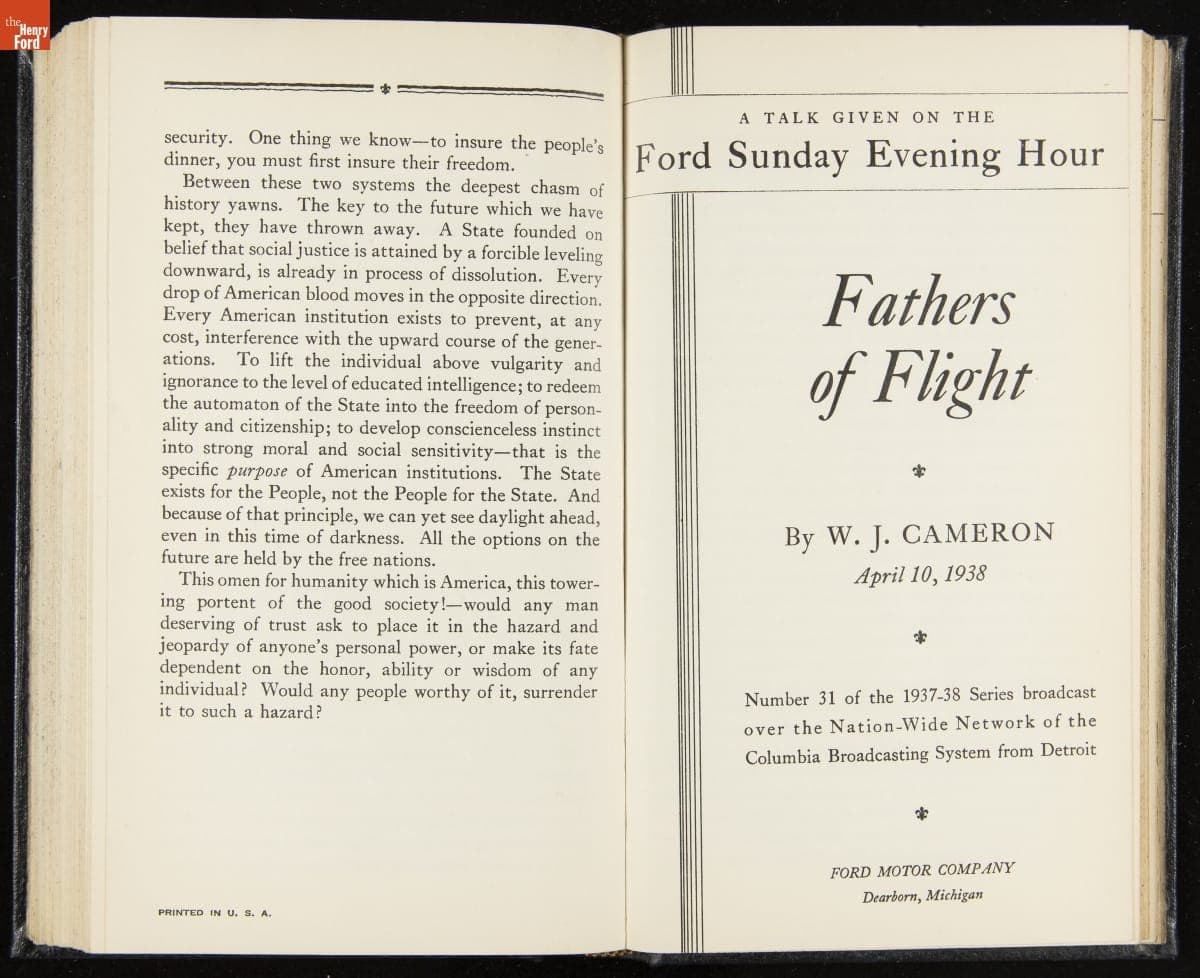 the
Henry
Ford
security. One thing we know—to insure the people's
dinner, you must first insure their freedom.
Between these two systems the deepest chasm of
history yawns. The key to the future which we have
kept, they have thrown away. A State founded on
belief that social justice is attained by a forcible leveling
downward, is already in process of dissolution. Every
drop of American blood moves in the opposite direction.
Every American institution exists to prevent, at any
cost, interference with the upward course of the gener-
ations. To lift the individual above vulgarity and
ignorance to the level of educated intelligence; to redeem
the automaton of the State into the freedom of person-
ality and citizenship; to develop conscienceless instinct
into strong moral and social sensitivity—that is the
specific purpose of American institutions. The State
exists for the People, not the People for the State. And
because of that principle, we can yet see daylight ahead,
even in this time of darkness. All the options on the
future are held by the free nations.
This omen for humanity which is America, this tower-
ing portent of the good society!—would any man
deserving of trust ask to place it in the hazard and
jeopardy of anyone's personal power, or make its fate
dependent on the honor, ability or wisdom of any
individual? Would any people worthy of it, surrender
it to such a hazard?
PRINTED IN U. S. A.
A TALK GIVEN ON THE
Ford Sunday Evening Hour
Fathers
of Flight
By W. J. CAMERON
April 10, 1938
Number 31 of the 1937-38 Series broadcast
over the Nation-Wide Network of the
Columbia Broadcasting System from Detroit
FORD MOTOR COMPANY
Dearborn, Michigan